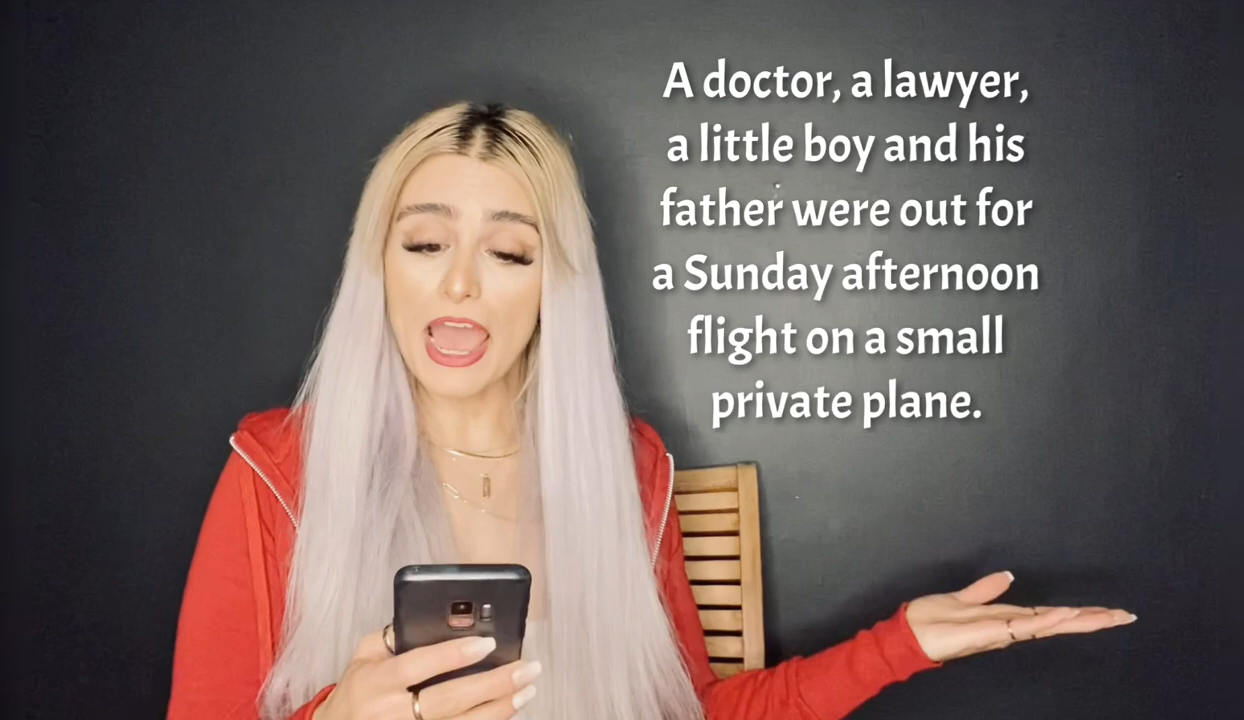 A doctor, a lawyer,
a little boy and his
father were out for
a Sunday afternoon
flight on a small
private plane.